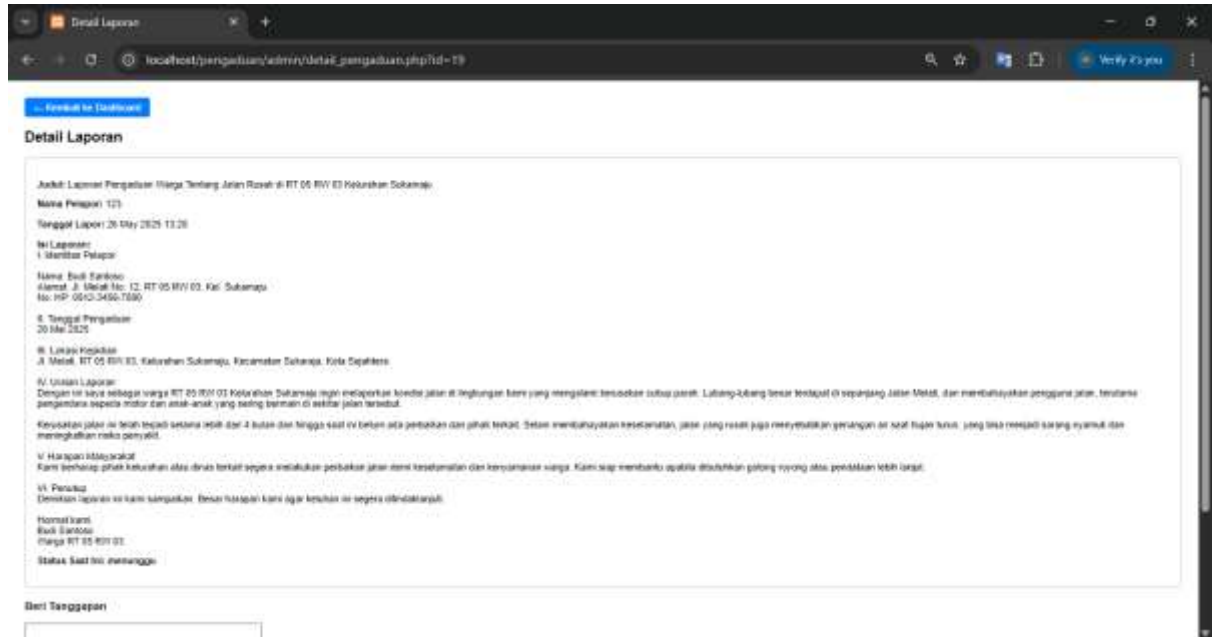 Detail Laporan
localhost/pengaduan/admin/detail_pengaduan.php?id=19
Verify it's you
← Kembali ke Dashboard
Detail Laporan
Judul: Laporan Pengaduan Warga Tentang Jalan Rusak di RT 05 RW 03 Kelurahan Sukamaju
Nama Pelapor: 123
Tanggal Lapor: 26 May 2025 13:28
Isi Laporan:
I. Identitas Pelapor
Nama: Budi Santoso
Alamat: Jl. Melati No. 12, RT 05 RW 03, Kel. Sukamaju
No. HP: 0812-3456-7890
II. Tanggal Pengaduan
Mei 2025
III. Lokasi Kejadian
Jl. Melati, RT 05 RW 03, Kelurahan Sukamaju, Kecamatan Sukaraja, Kota Sejahtera
IV. Uraian Laporan
Dengan ini saya sebagai warga RT 05 RW 03 Kelurahan Sukamaju ingin melaporkan kondisi jalan di lingkungan kami yang mengalami kerusakan cukup parah. Lubang-lubang besar terdapat di sepanjang Jalan Melati, dan membahayakan pengguna jalan, terutama
pengendara sepeda motor dan anak-anak yang sering bermain di sekitar jalan tersebut.
Kerusakan jalan ini telah terjadi selama lebih dari 4 bulan dan hingga saat ini belum ada perbaikan dari pihak terkait. Selain membahayakan keselamatan, jalan yang rusak juga menyebabkan genangan air saat hujan turun, yang bisa menjadi sarang nyamuk dan
meningkatkan risiko penyakit.
V. Harapan Masyarakat
Kami berharap pihak kelurahan atau dinas terkait segera melakukan perbaikan jalan demi keselamatan dan kenyamanan warga. Kami siap membantu apabila dibutuhkan gotong royong atau pendataan lebih lanjut.
VI. Penutup
Demikian laporan ini kami sampaikan. Besar harapan kami agar keluhan ini segera ditindaklanjuti.
Hormat kami,
Budi Santoso
Warga RT 05 RW 03
Status Saat Ini: menunggu
Beri Tanggapan